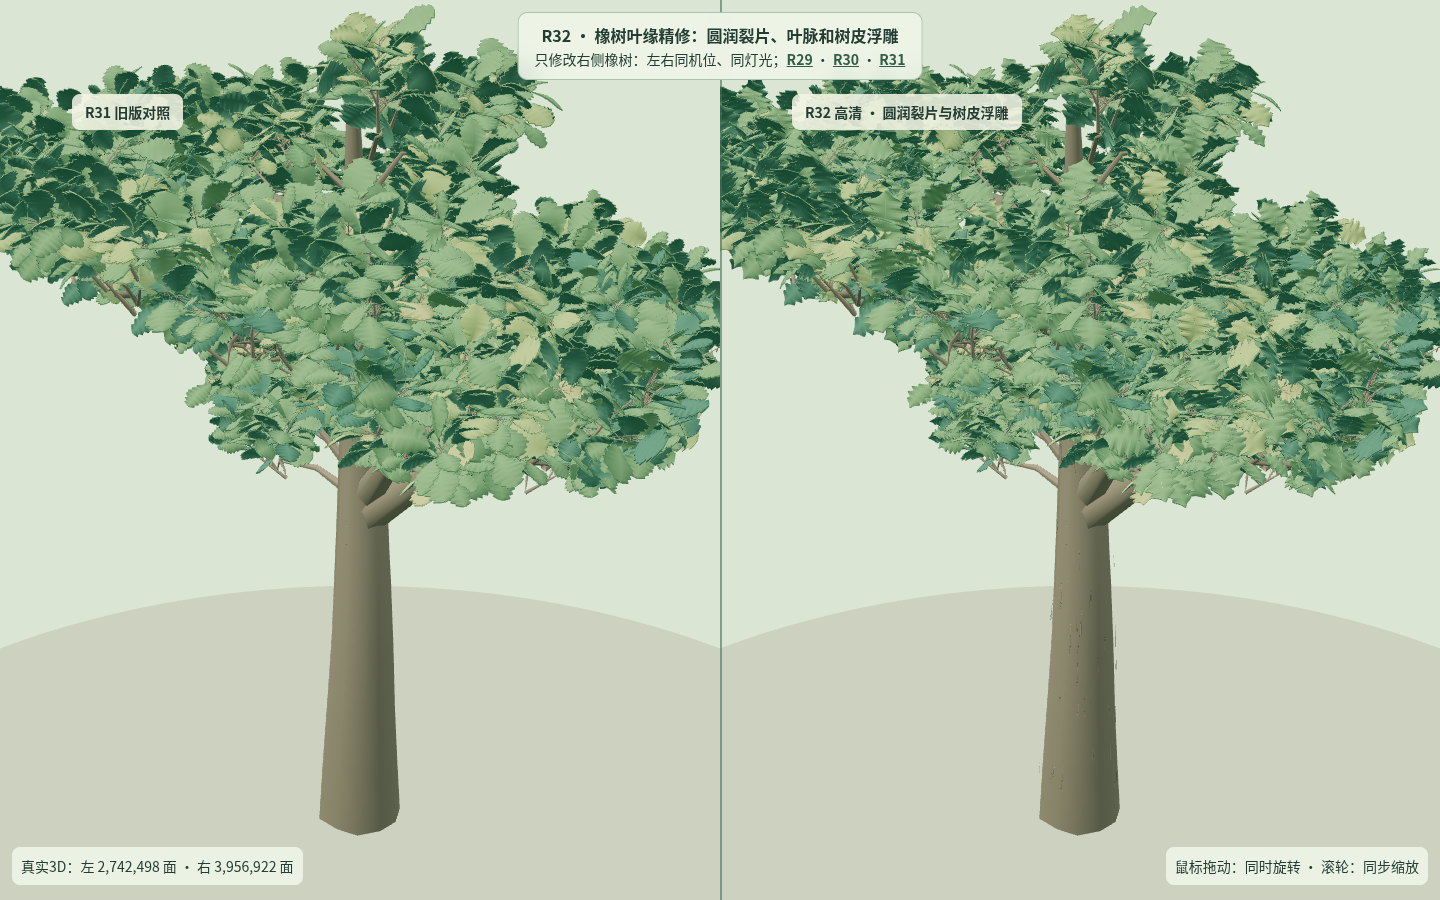 R32 · 橡树叶缘精修：圆润裂片、叶脉和树皮浮雕
只修改右侧橡树：左右同机位、同灯光；R29 · R30 · R31
R31 旧版对照
R32 高清 · 圆润裂片与树皮浮雕
真实3D：左 2,742,498 面 · 右 3,956,922 面
鼠标拖动：同时旋转 · 滚轮：同步缩放